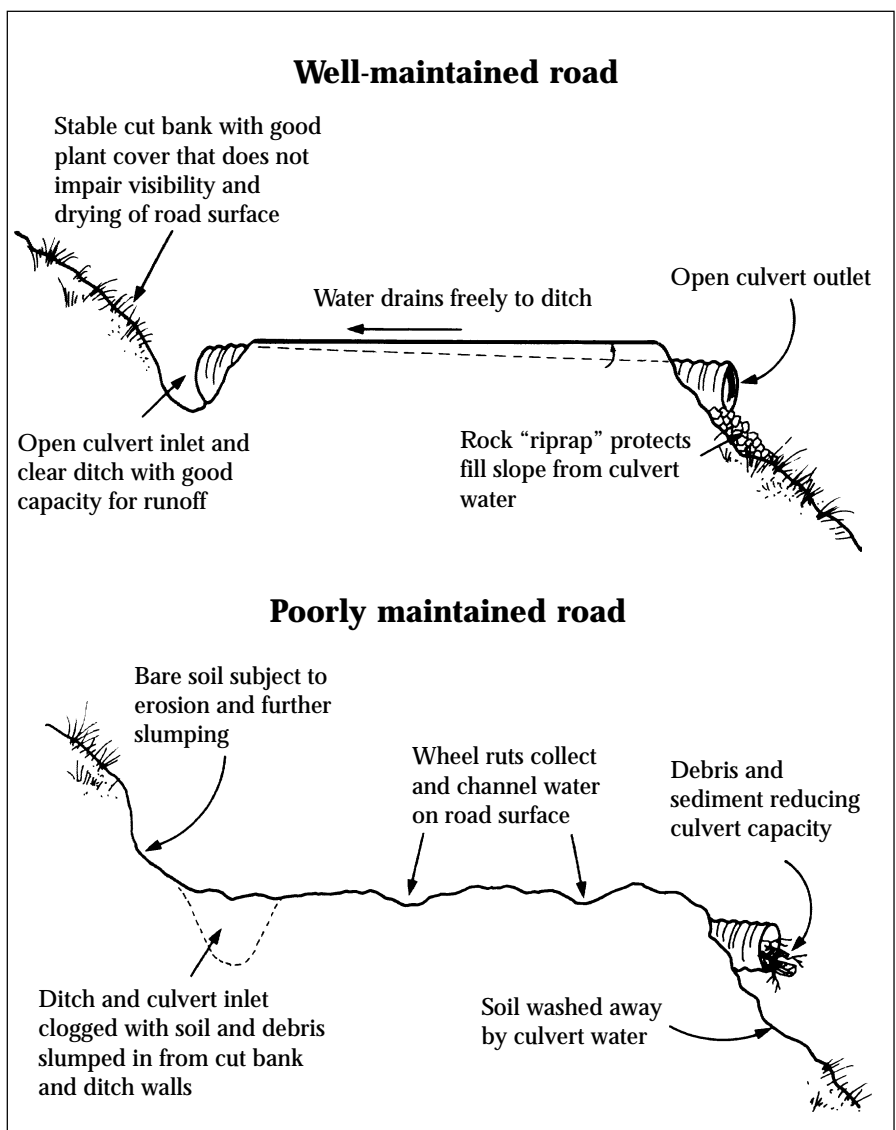 Well-maintained road
Stable cut bank with good
plant cover that does not
impair visibility and
drying of road surface
Water drains freely to ditch
Open culvert outlet
Open culvert inlet and
clear ditch with good
capacity for runoff
Rock “riprap” protects
fill slope from culvert
water
Poorly maintained road
Bare soil subject to
erosion and further
slumping
Wheel ruts collect
and channel water
on road surface
Debris and
sediment reducing
culvert capacity
Ditch and culvert inlet
clogged with soil and debris
slumped in from cut bank
and ditch walls
Soil washed away
by culvert water